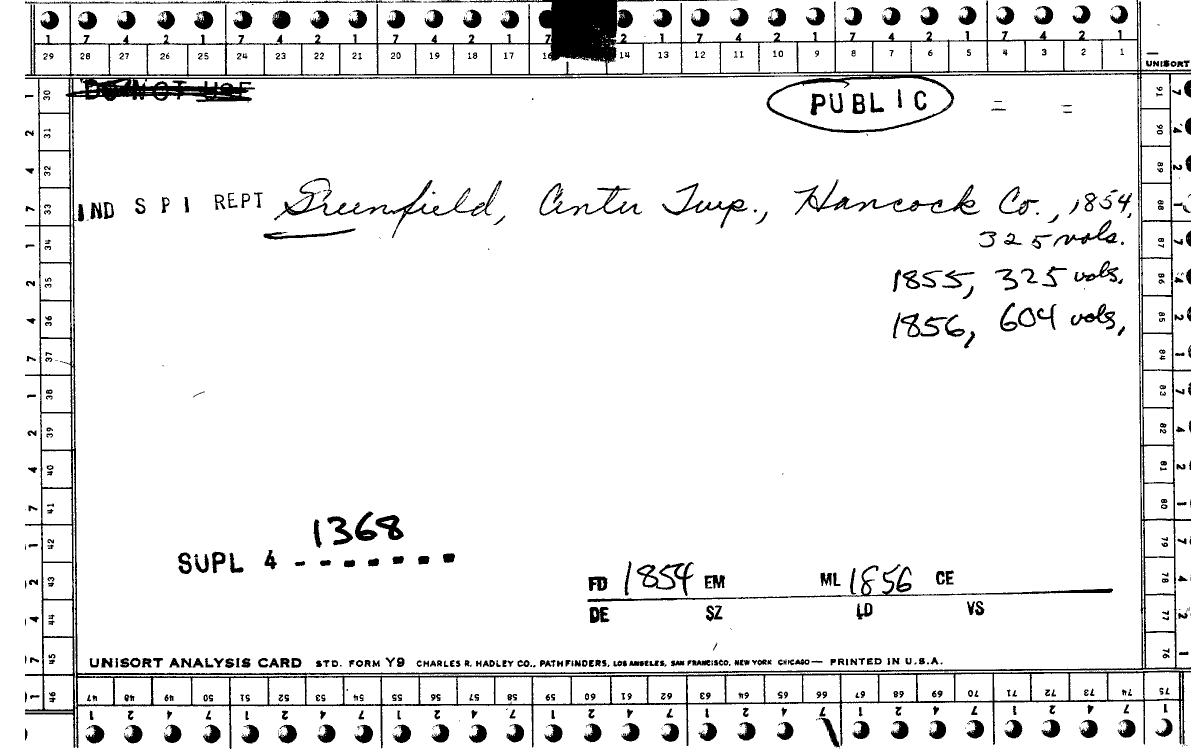 1 7 4 2 1 7 4 2 1 7 4 2 1 7 2 1 7 4 2 1 7 4 2 1 7 4 2 1
29 28 27 26 25 24 23 22 21 20 19 18 17 16 14 13 12 11 10 9 8 7 6 5 4 3 2 1
UNISORT
DO NOT USE
PUBLIC = =
IND S P I REPT Greenfield, Center Twp., Hancock Co., 1854,
325 vols.
1855, 325 vols,
1856, 604 vols,
1368
SUPL 4 - - - - - - -
FD 1854 EM ML 1856 CE
DE SZ LD VS
UNISORT ANALYSIS CARD STD. FORM Y9 CHARLES R. HADLEY CO., PATHFINDERS, LOS ANGELES, SAN FRANCISCO, NEW YORK CHICAGO — PRINTED IN U.S.A.
1 30
2 31
4 32
7 33
1 34
2 35
4 36
7 37
1 38
2 39
4 40
7 41
1 42
2 43
4 44
7 45
1 46
91
90
89
88
87
86
85
84
83
82
81
80
79
78
77
76
47 48 49 50 51 52 53 54 55 56 57 58 59 60 61 62 63 64 65 66 67 68 69 70 71 72 73 74 75
1 2 4 7 1 2 4 7 1 2 4 7 1 2 4 7 1 2 4 7 1 2 4 7 1 2 4 7 1